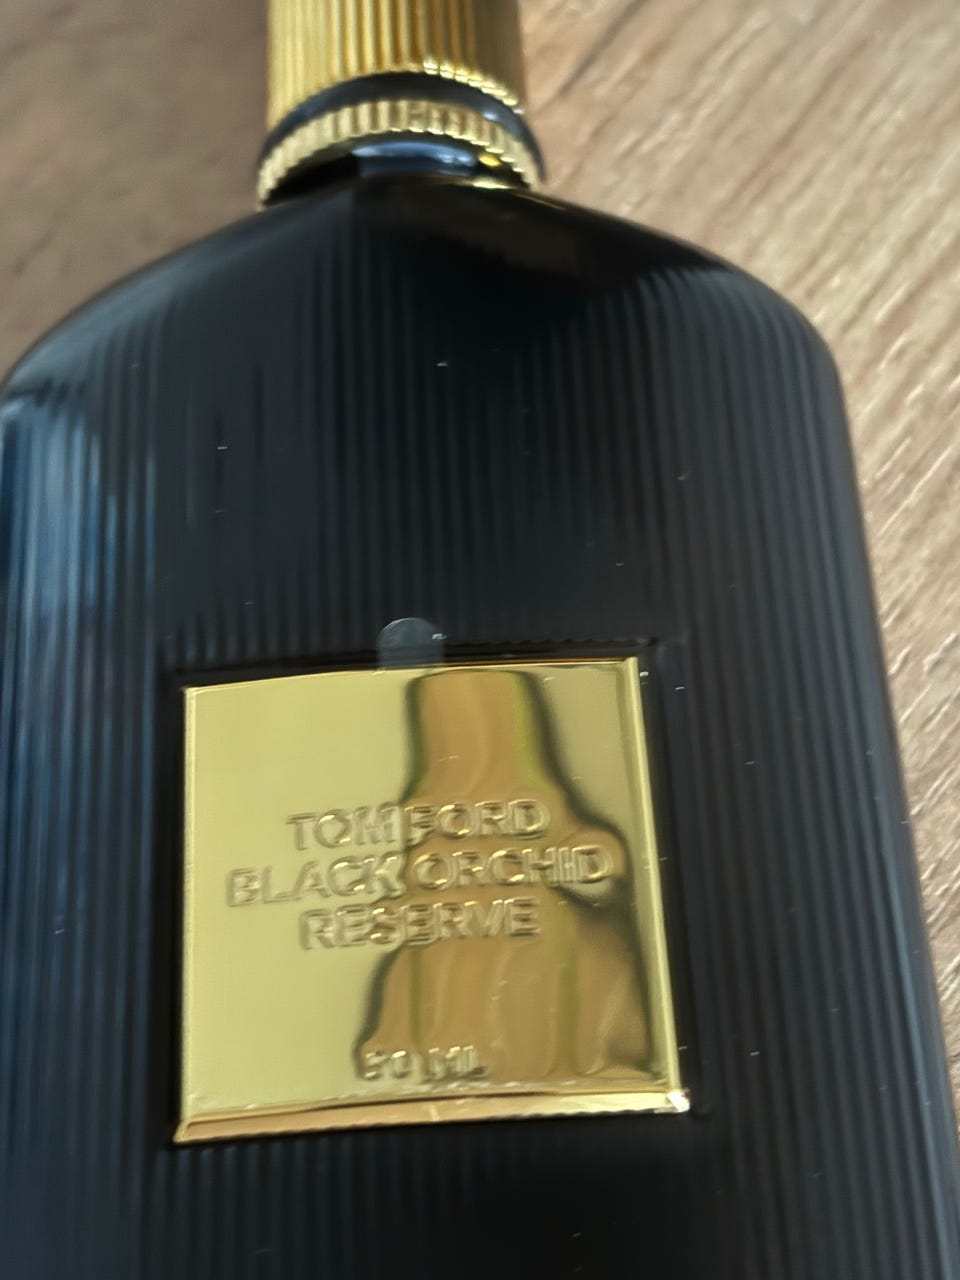 TOM FORD
BLACK ORCHID
RESERVE
50 ML